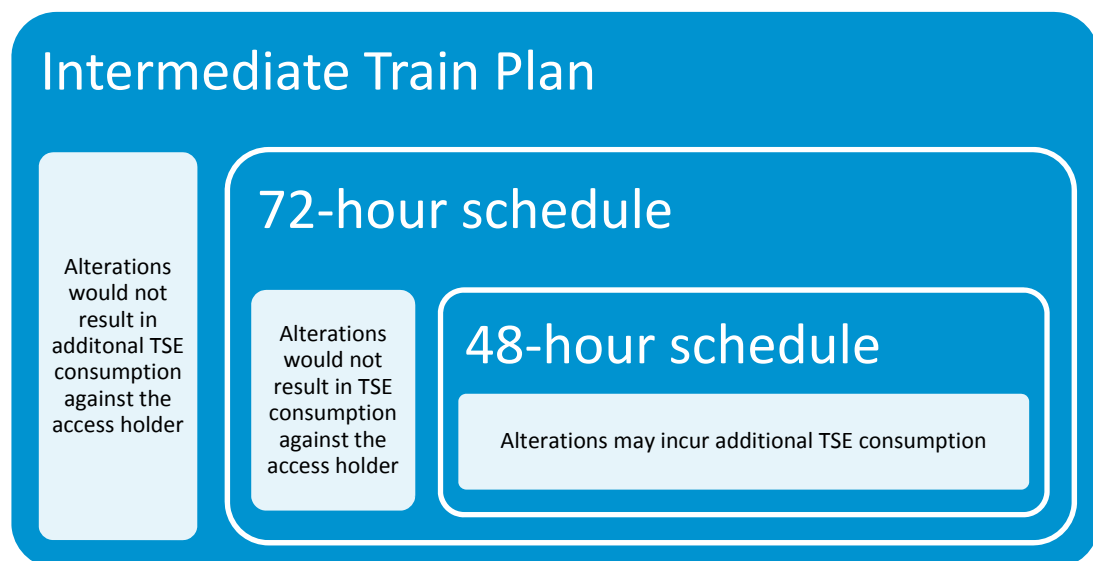 Intermediate Train Plan
Alterations
would not
result in
additonal TSE
consumption
against the
access holder
72-hour schedule
Alterations
would not
result in TSE
consumption
against the
access holder
48-hour schedule
Alterations may incur additional TSE consumption